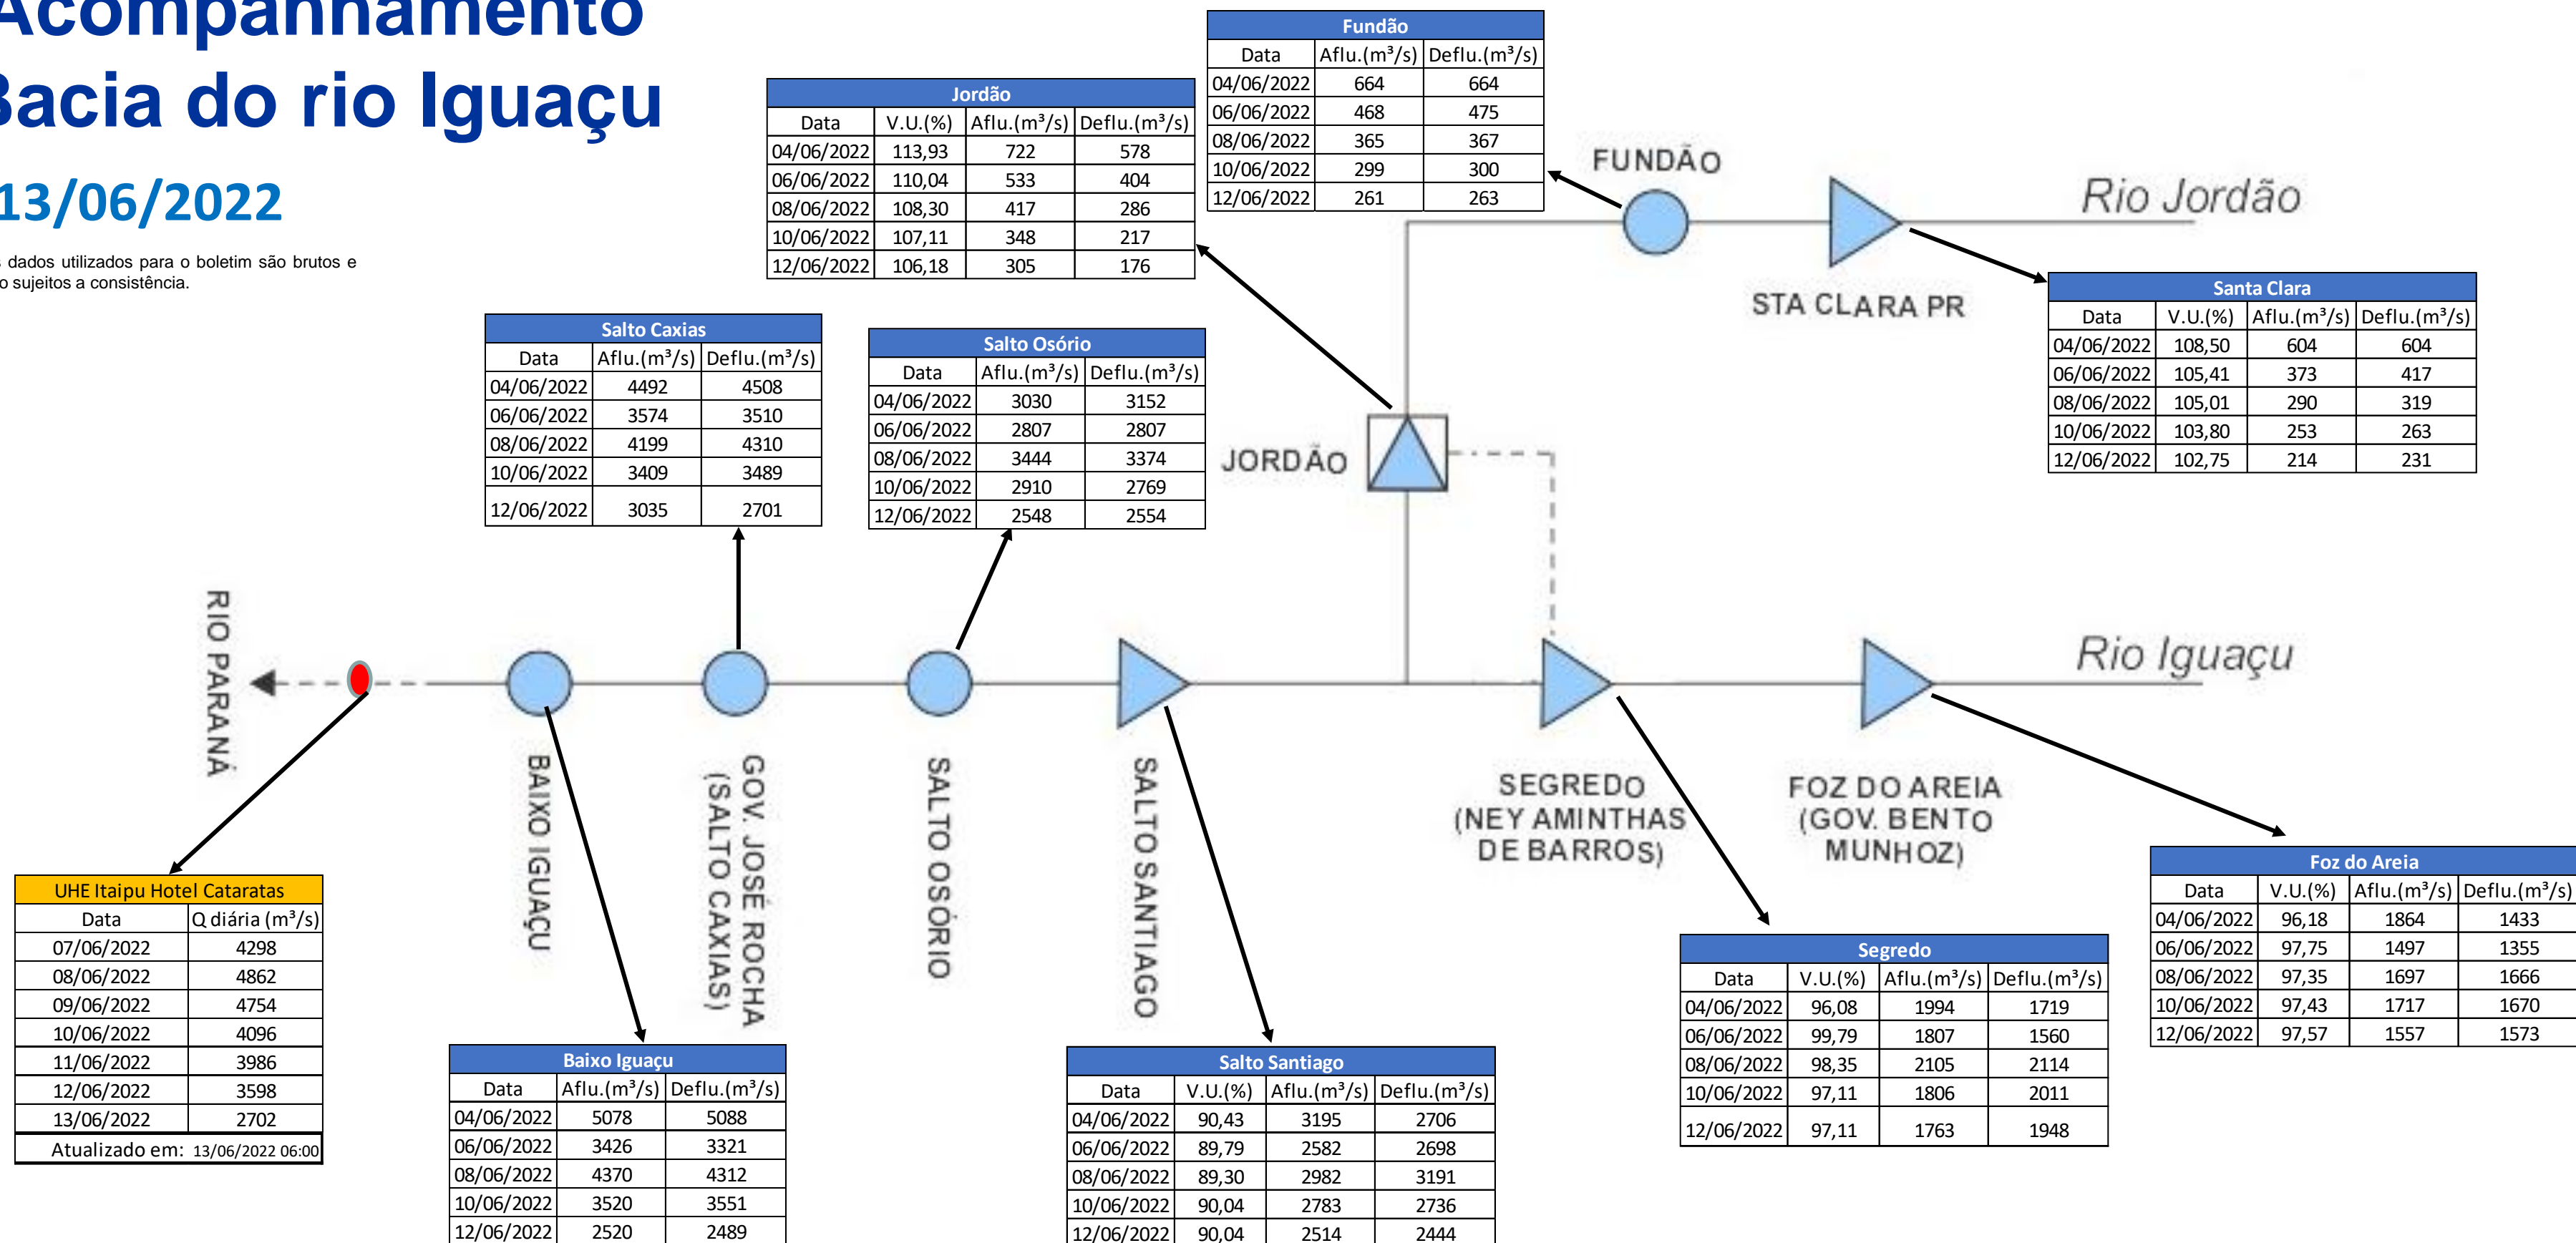 Acompanhamento
Bacia do rio Iguaçu
13/06/2022
s dados utilizados para o boletim são brutos e
o sujeitos a consistência.
Fundão
Data Aflu.(m³/s) Deflu.(m³/s)
04/06/2022 664 664
06/06/2022 468 475
08/06/2022 365 367
10/06/2022 299 300
12/06/2022 261 263
Jordão
Data V.U.(%) Aflu.(m³/s) Deflu.(m³/s)
04/06/2022 113,93 722 578
06/06/2022 110,04 533 404
08/06/2022 108,30 417 286
10/06/2022 107,11 348 217
12/06/2022 106,18 305 176
FUNDÃO
Rio Jordão
STA CLARA PR
Santa Clara
Data V.U.(%) Aflu.(m³/s) Deflu.(m³/s)
04/06/2022 108,50 604 604
06/06/2022 105,41 373 417
08/06/2022 105,01 290 319
10/06/2022 103,80 253 263
12/06/2022 102,75 214 231
Salto Caxias
Data Aflu.(m³/s) Deflu.(m³/s)
04/06/2022 4492 4508
06/06/2022 3574 3510
08/06/2022 4199 4310
10/06/2022 3409 3489
12/06/2022 3035 2701
Salto Osório
Data Aflu.(m³/s) Deflu.(m³/s)
04/06/2022 3030 3152
06/06/2022 2807 2807
08/06/2022 3444 3374
10/06/2022 2910 2769
12/06/2022 2548 2554
JORDÃO
RIO PARANÁ
Rio Iguaçu
BAIXO IGUAÇU
GOV. JOSÉ ROCHA
(SALTO CAXIAS)
SALTO OSÓRIO
SALTO SANTIAGO
SEGREDO
(NEY AMINTHAS
DE BARROS)
FOZ DO AREIA
(GOV. BENTO
MUNHOZ)
UHE Itaipu Hotel Cataratas
Data Q diária (m³/s)
07/06/2022 4298
08/06/2022 4862
09/06/2022 4754
10/06/2022 4096
11/06/2022 3986
12/06/2022 3598
13/06/2022 2702
Atualizado em: 13/06/2022 06:00
Baixo Iguaçu
Data Aflu.(m³/s) Deflu.(m³/s)
04/06/2022 5078 5088
06/06/2022 3426 3321
08/06/2022 4370 4312
10/06/2022 3520 3551
12/06/2022 2520 2489
Salto Santiago
Data V.U.(%) Aflu.(m³/s) Deflu.(m³/s)
04/06/2022 90,43 3195 2706
06/06/2022 89,79 2582 2698
08/06/2022 89,30 2982 3191
10/06/2022 90,04 2783 2736
12/06/2022 90,04 2514 2444
Segredo
Data V.U.(%) Aflu.(m³/s) Deflu.(m³/s)
04/06/2022 96,08 1994 1719
06/06/2022 99,79 1807 1560
08/06/2022 98,35 2105 2114
10/06/2022 97,11 1806 2011
12/06/2022 97,11 1763 1948
Foz do Areia
Data V.U.(%) Aflu.(m³/s) Deflu.(m³/s)
04/06/2022 96,18 1864 1433
06/06/2022 97,75 1497 1355
08/06/2022 97,35 1697 1666
10/06/2022 97,43 1717 1670
12/06/2022 97,57 1557 1573